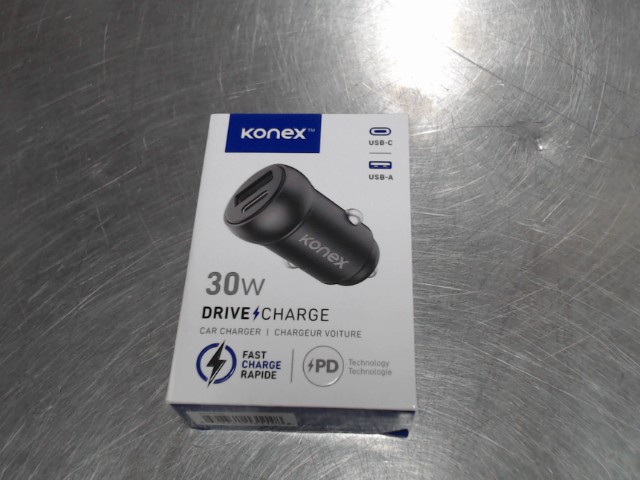 Konex™
USB-C
USB-A
Konex
30W
DRIVE CHARGE
CAR CHARGER | CHARGEUR VOITURE
FAST
CHARGE
RAPIDE
PD
Technology
Technologie